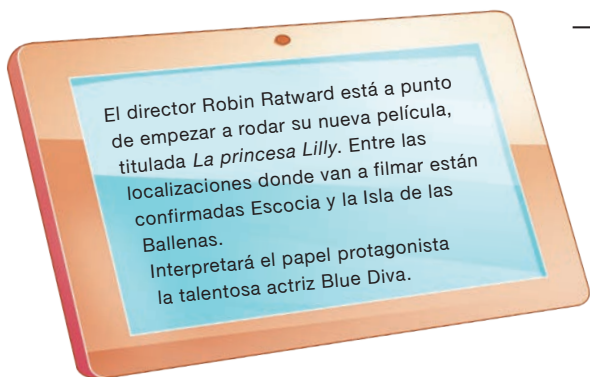 El director Robin Ratward está a punto
de empezar a rodar su nueva película,
titulada La princesa Lilly. Entre las
localizaciones donde van a filmar están
confirmadas Escocia y la Isla de las
Ballenas.
Interpretará el papel protagonista
la talentosa actriz Blue Diva.